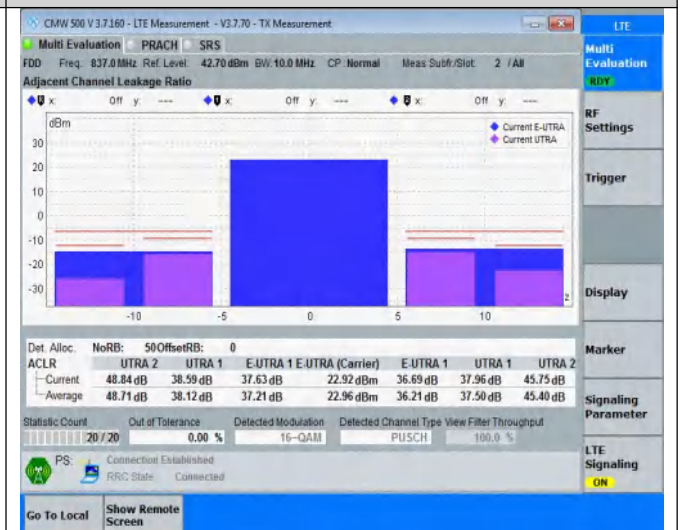 CMW 500 V 3.7.160 - LTE Measurement - V3.7.70 - TX Measurement
LTE
Multi Evaluation PRACH SRS
Multi Evaluation
RDY
FDD Freq: 837.0 MHz Ref. Level: 42.70 dBm BW: 10.0 MHz CP: Normal Meas Subfr./Slot: 2 / All
Adjacent Channel Leakage Ratio
x: Off y: --- x: Off y: --- x: Off y: ---
dBm
Current E-UTRA
Current UTRA
30
20
10
0
-10
-20
-30
2
-10 -5 0 5 10
RF Settings
Trigger
Display
Marker
Signaling Parameter
LTE Signaling
ON
Det. Alloc. NoRB: 50 OffsetRB: 0
ACLR UTRA 2 UTRA 1 E-UTRA 1 E-UTRA (Carrier) E-UTRA 1 UTRA 1 UTRA 2
Current 48.84 dB 38.59 dB 37.63 dB 22.92 dBm 36.69 dB 37.96 dB 45.75 dB
Average 48.71 dB 38.12 dB 37.21 dB 22.96 dBm 36.21 dB 37.50 dB 45.40 dB
Statistic Count Out of Tolerance Detected Modulation Detected Channel Type View Filter Throughput
20 / 20 0.00 % 16-QAM PUSCH 100.0 %
PS: Connection Established
RRC State Connected
Go To Local
Show Remote Screen